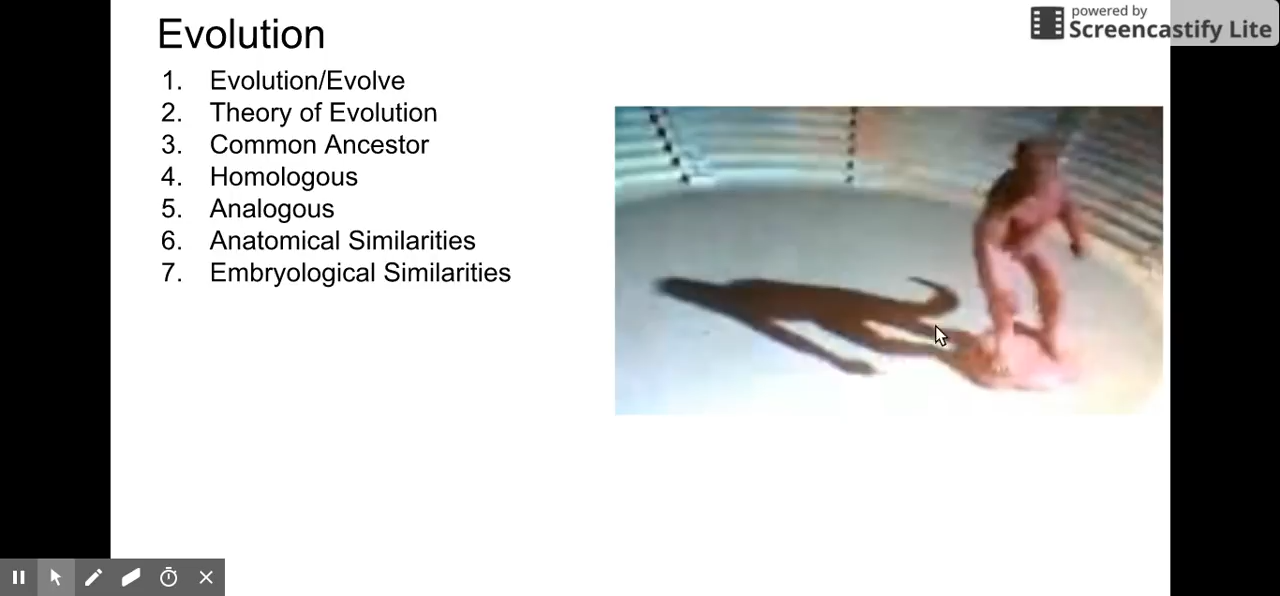 Evolution
powered by
Screencastify Lite
1. Evolution/Evolve
2. Theory of Evolution
3. Common Ancestor
4. Homologous
5. Analogous
6. Anatomical Similarities
7. Embryological Similarities